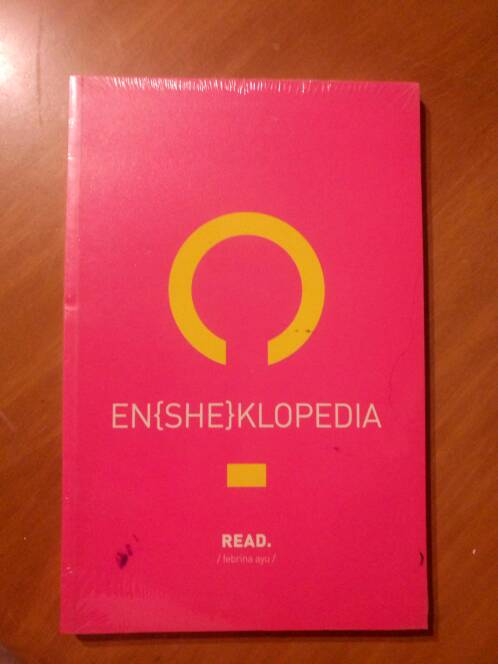 EN{SHE}KLOPEDIA
READ.
/ febrina ayu /